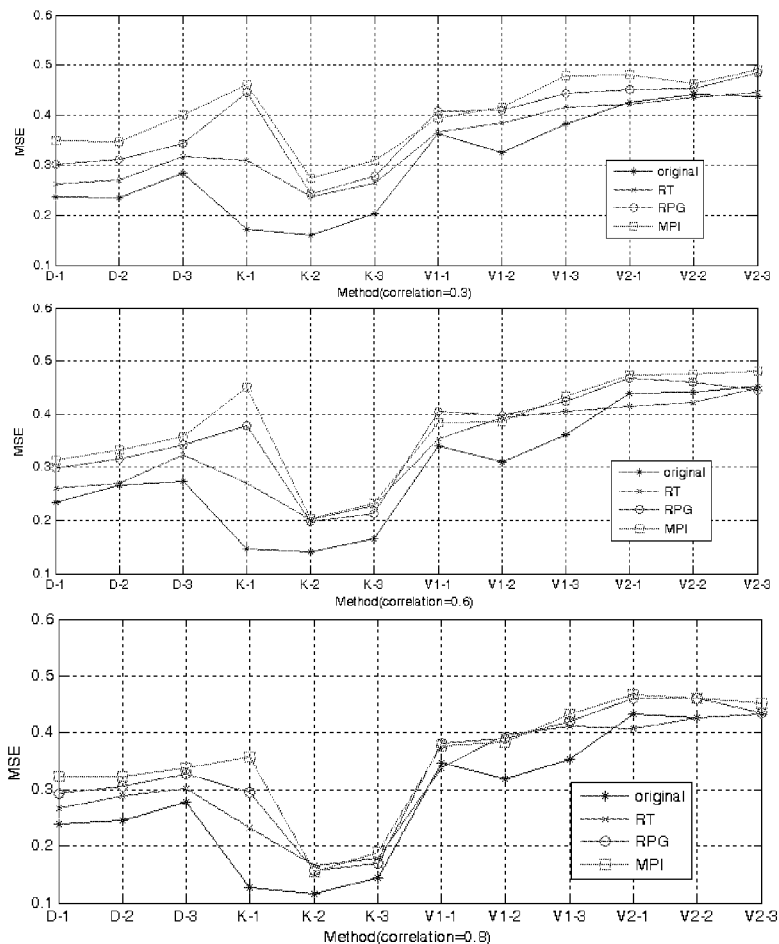 0.6
0.5
0.4
0.3
0.2
0.1
MSE
original
RT
RPG
MPI
D-1 D-2 D-3 K-1 K-2 K-3 V1-1 V1-2 V1-3 V2-1 V2-2 V2-3
Method(correlation=0.3)
0.6
0.5
0.4
0.3
0.2
0.1
MSE
original
RT
RPG
MPI
D-1 D-2 D-3 K-1 K-2 K-3 V1-1 V1-2 V1-3 V2-1 V2-2 V2-3
Method(correlation=0.6)
0.6
0.5
0.4
0.3
0.2
0.1
MSE
original
RT
RPG
MPI
D-1 D-2 D-3 K-1 K-2 K-3 V1-1 V1-2 V1-3 V2-1 V2-2 V2-3
Method(correlation=0.8)